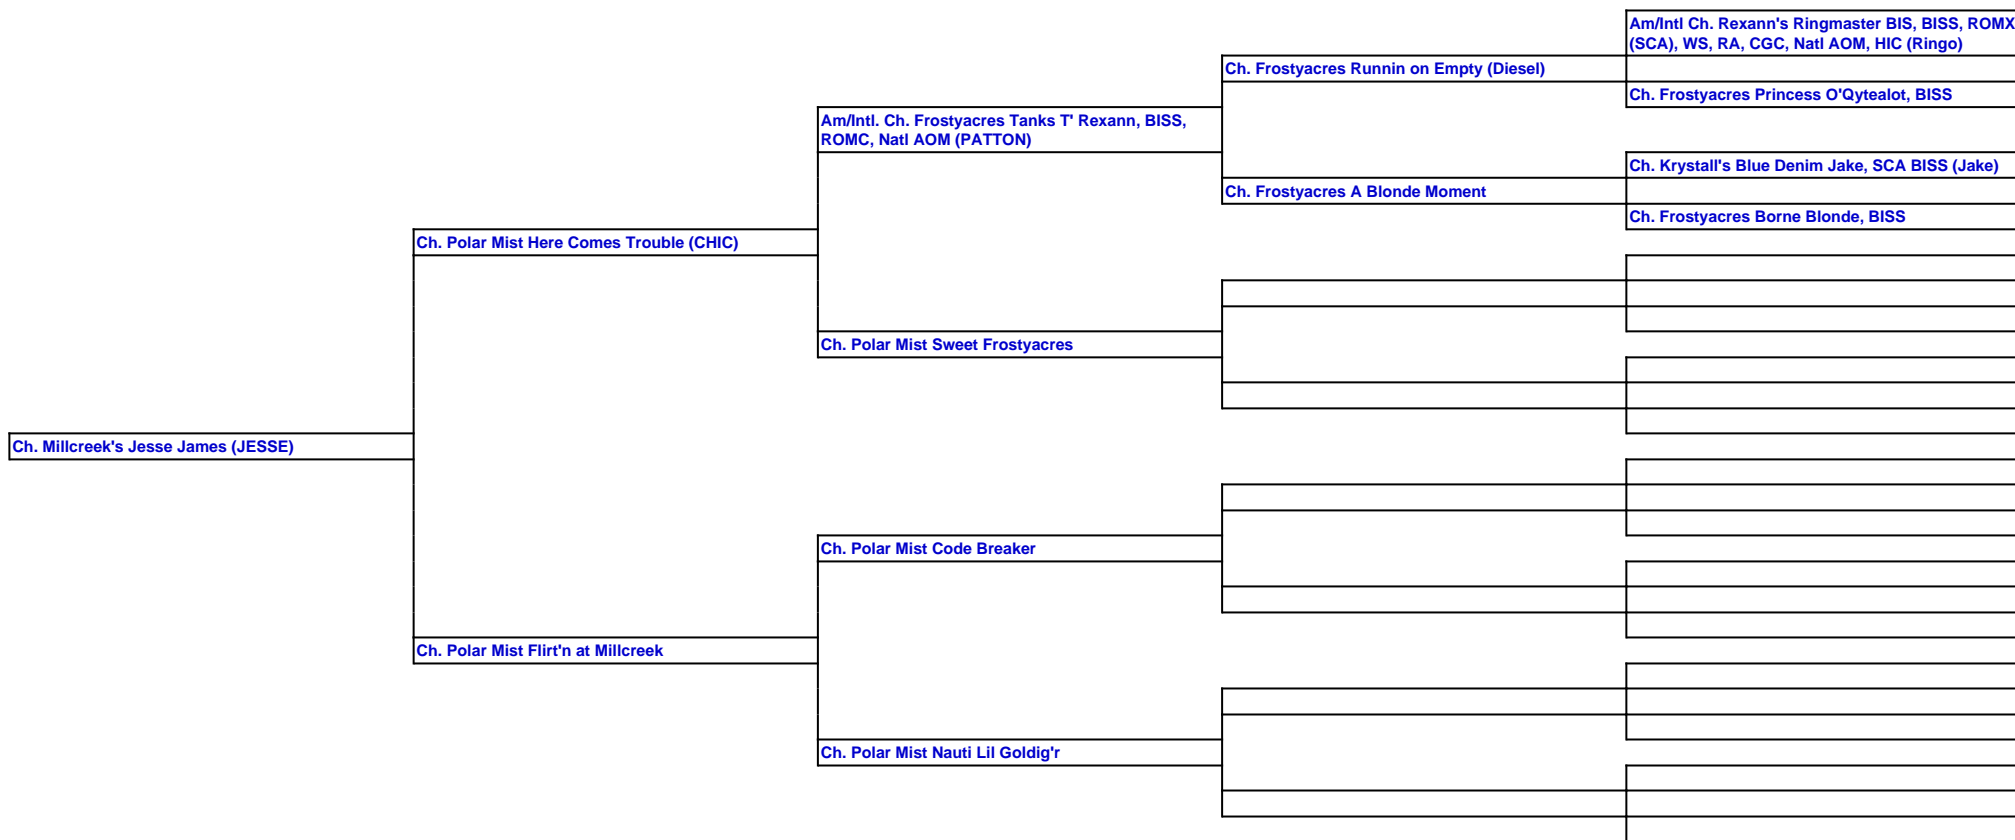 Am/Intl Ch. Rexann's Ringmaster BIS, BISS, ROMX
(SCA), WS, RA, CGC, Natl AOM, HIC (Ringo)
Ch. Frostyacres Runnin on Empty (Diesel)
Ch. Frostyacres Princess O'Qytealot, BISS
Am/Intl. Ch. Frostyacres Tanks T' Rexann, BISS,
ROMC, Natl AOM (PATTON)
Ch. Krystall's Blue Denim Jake, SCA BISS (Jake)
Ch. Frostyacres A Blonde Moment
Ch. Frostyacres Borne Blonde, BISS
Ch. Polar Mist Here Comes Trouble (CHIC)
Ch. Polar Mist Sweet Frostyacres
Ch. Millcreek's Jesse James (JESSE)
Ch. Polar Mist Code Breaker
Ch. Polar Mist Flirt'n at Millcreek
Ch. Polar Mist Nauti Lil Goldig'r